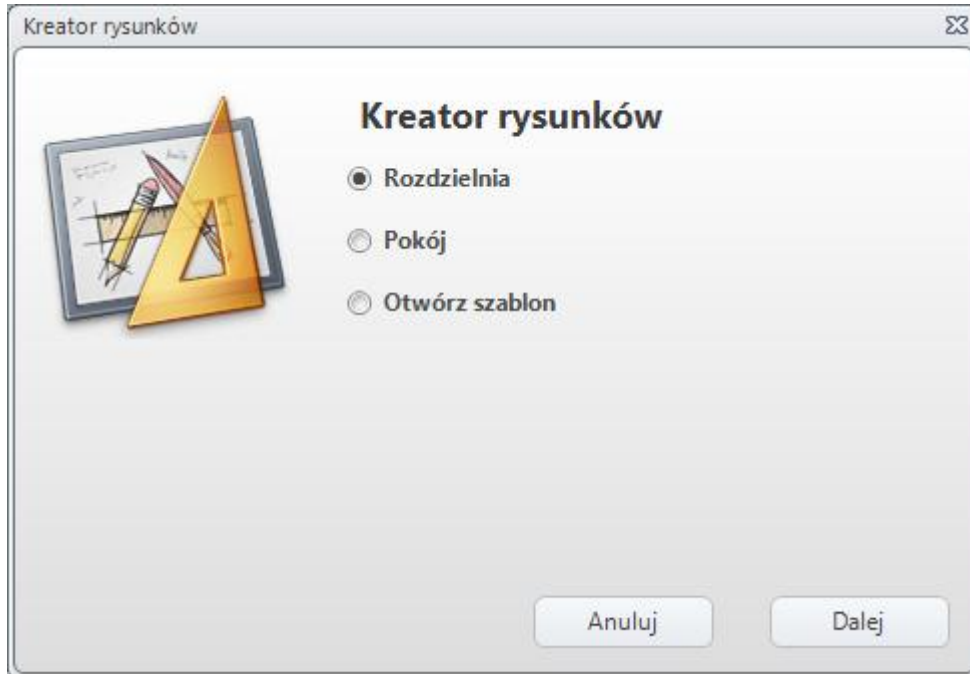 Kreator rysunków
Kreator rysunków
Rozdzielnia
Pokój
Otwórz szablon
Anuluj
Dalej